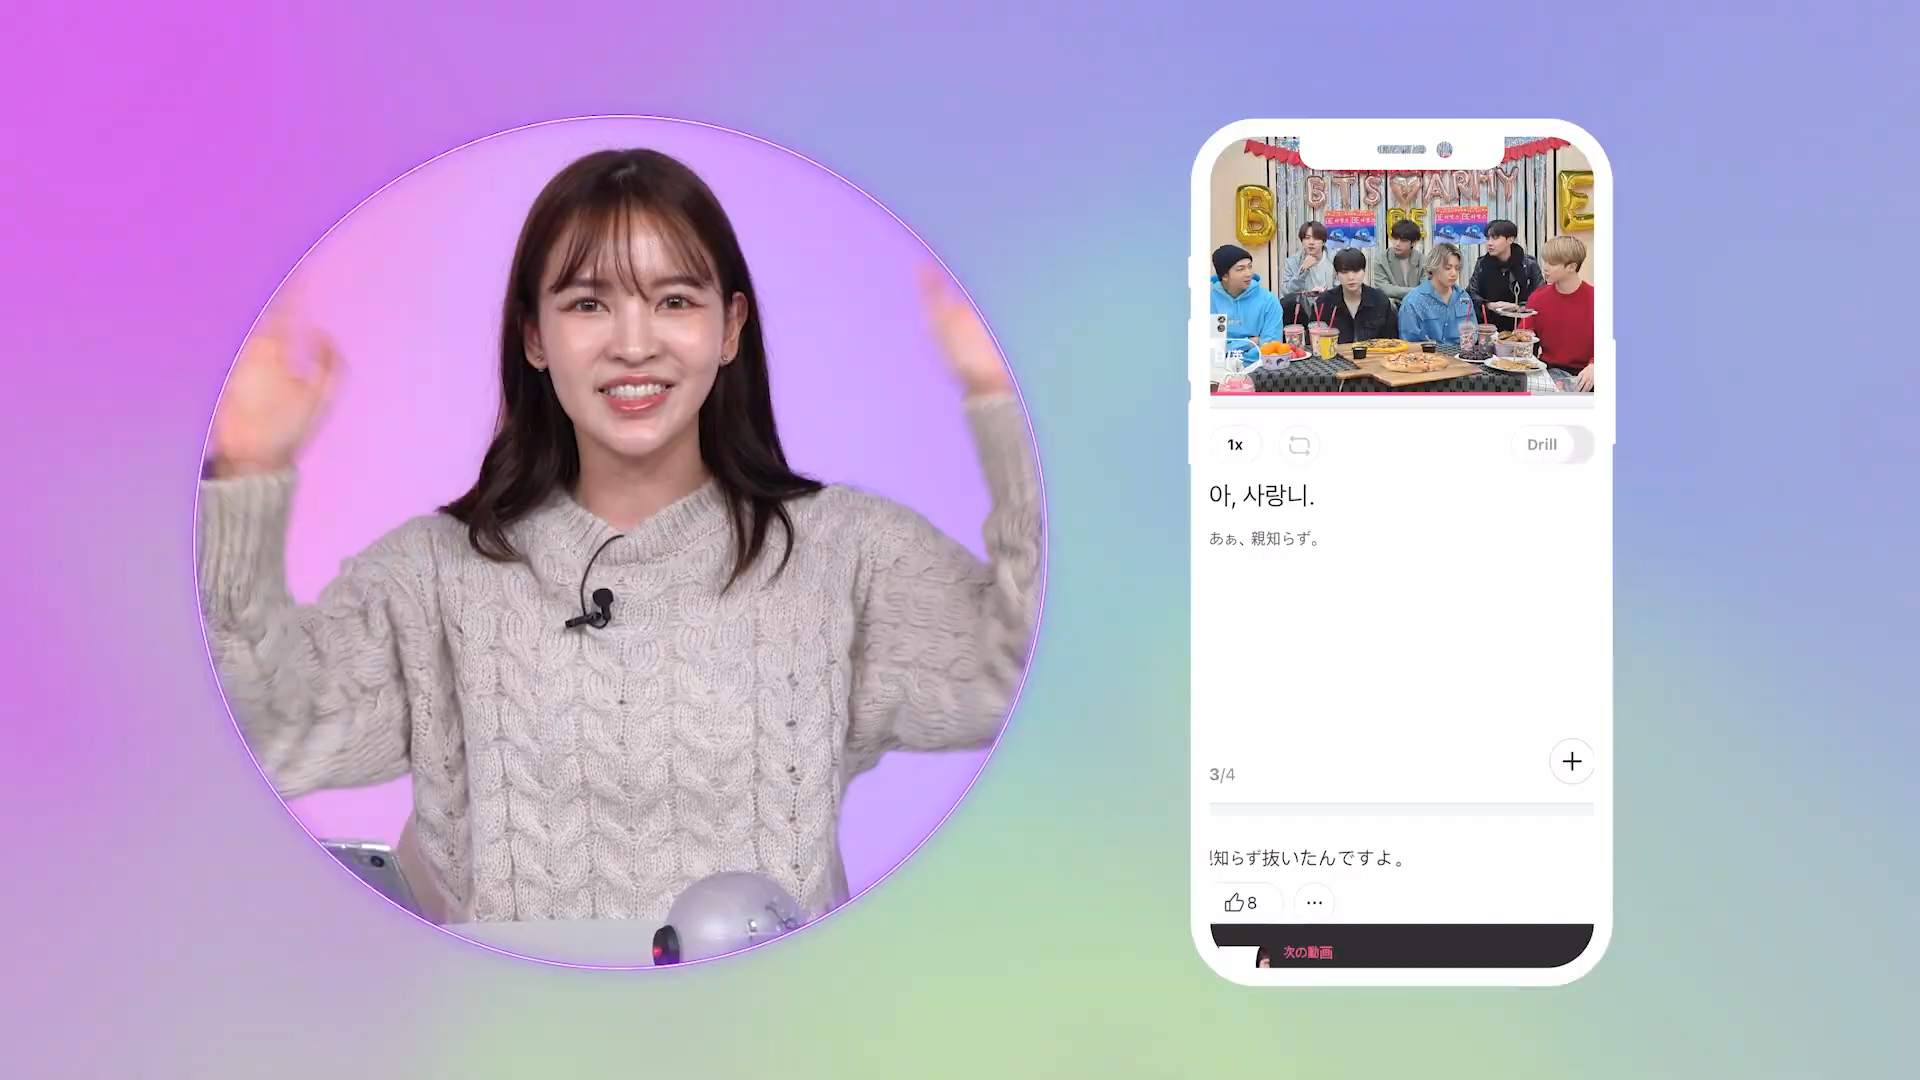 BTS♡ARMY
B
BE
E
1x
Drill
아, 사랑니.
あぁ、親知らず。
3/4
知らず抜いたんですよ。
8
次の動画